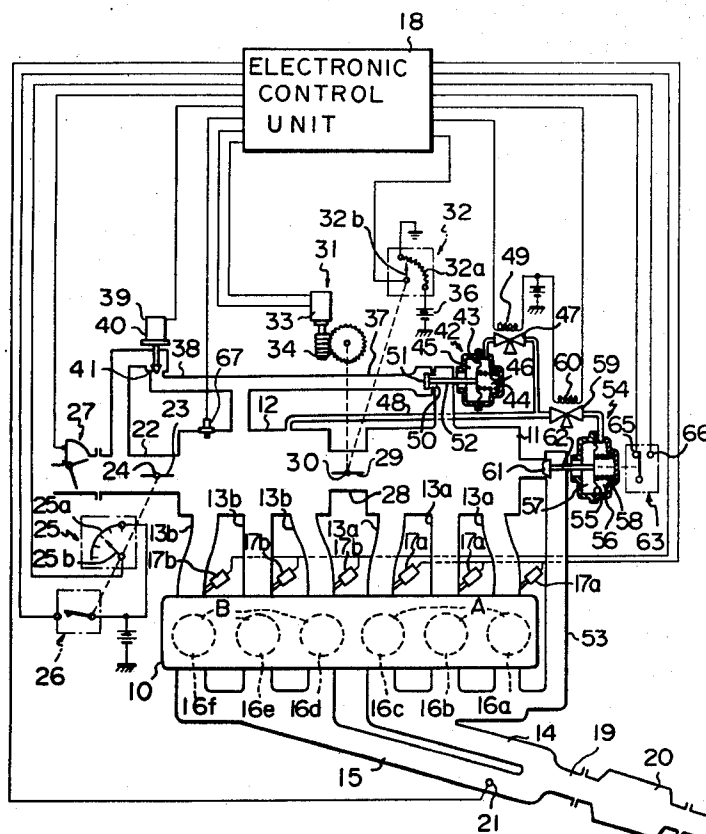 18
ELECTRONIC
CONTROL
UNIT
32b
32
31
32a
49
39
33
36
43
47
40
42
37
45
60
59
34
41
38
67
51
46
54
27
12
48
44
65
22
23
50
52
11
62
66
24
30
29
61
25a
28
57
55
58
25
13b
13b
13a
13a
56
63
25b
13b
13a
17b
17b
17b
17a
17a
17a
B
A
53
26
10
16f
16e
16d
16c
16b
16a
14
19
20
15
21